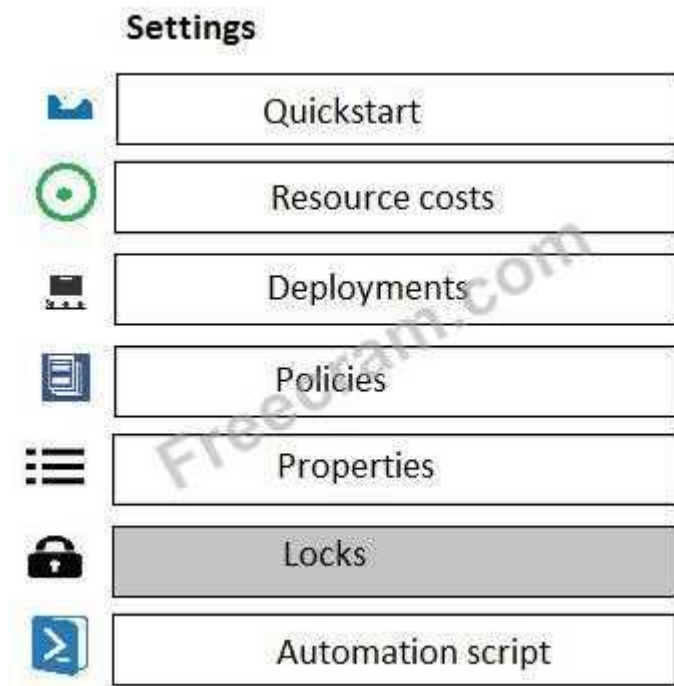 Settings
Quickstart
Resource costs
Deployments
Policies
Properties
Locks
Automation script
Freecram.com